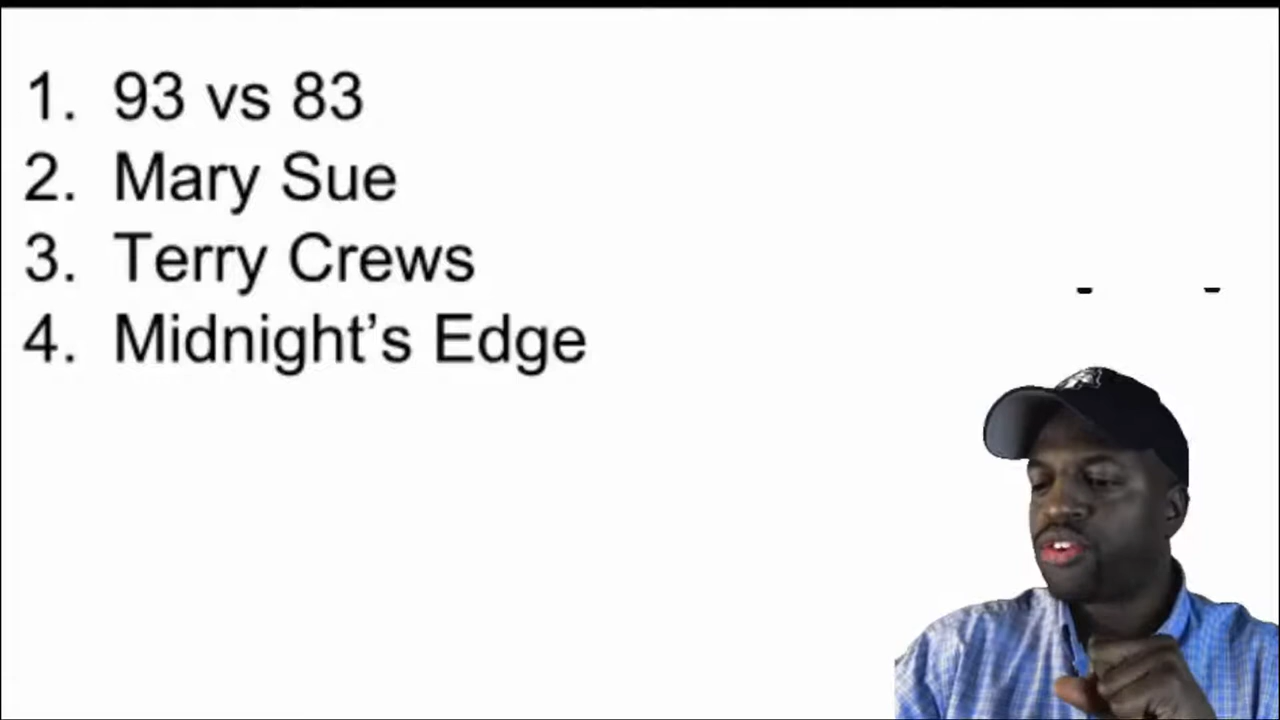 1. 93 vs 83
2. Mary Sue
3. Terry Crews
4. Midnight’s Edge